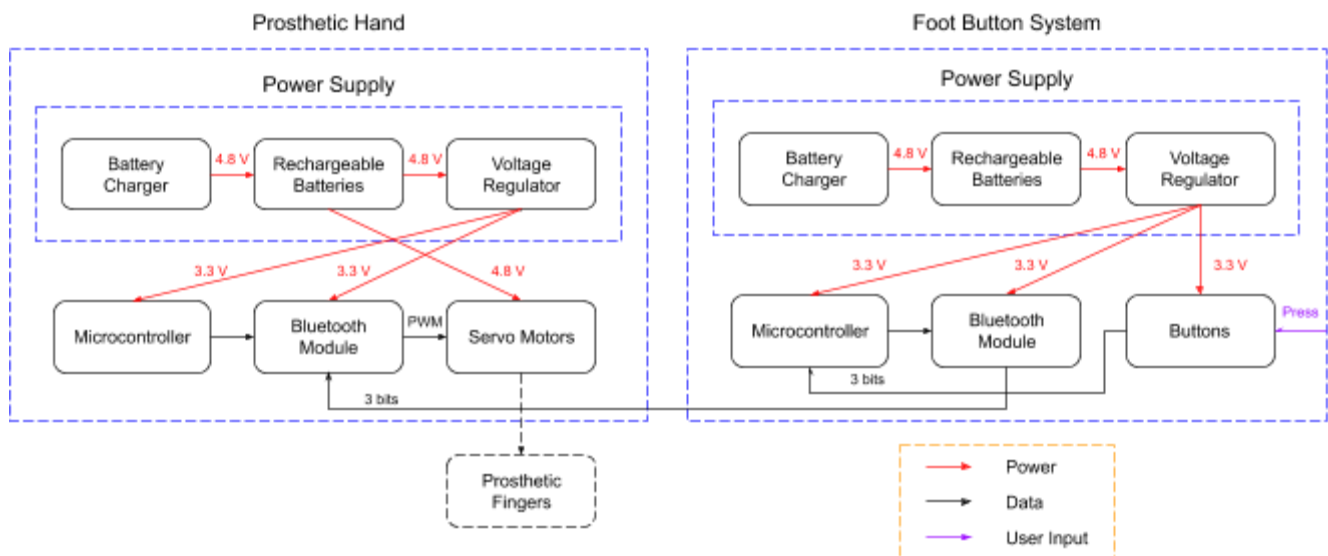 Prosthetic Hand
Foot Button System
Power Supply
Power Supply
Battery
Charger
4.8 V
Rechargeable
Batteries
4.8 V
Voltage
Regulator
Battery
Charger
4.8 V
Rechargeable
Batteries
4.8 V
Voltage
Regulator
3.3 V
3.3 V
4.8 V
3.3 V
3.3 V
3.3 V
Microcontroller
Bluetooth
Module
PWM
Servo Motors
Microcontroller
Bluetooth
Module
Buttons
Press
3 bits
3 bits
Prosthetic
Fingers
Power
Data
User Input